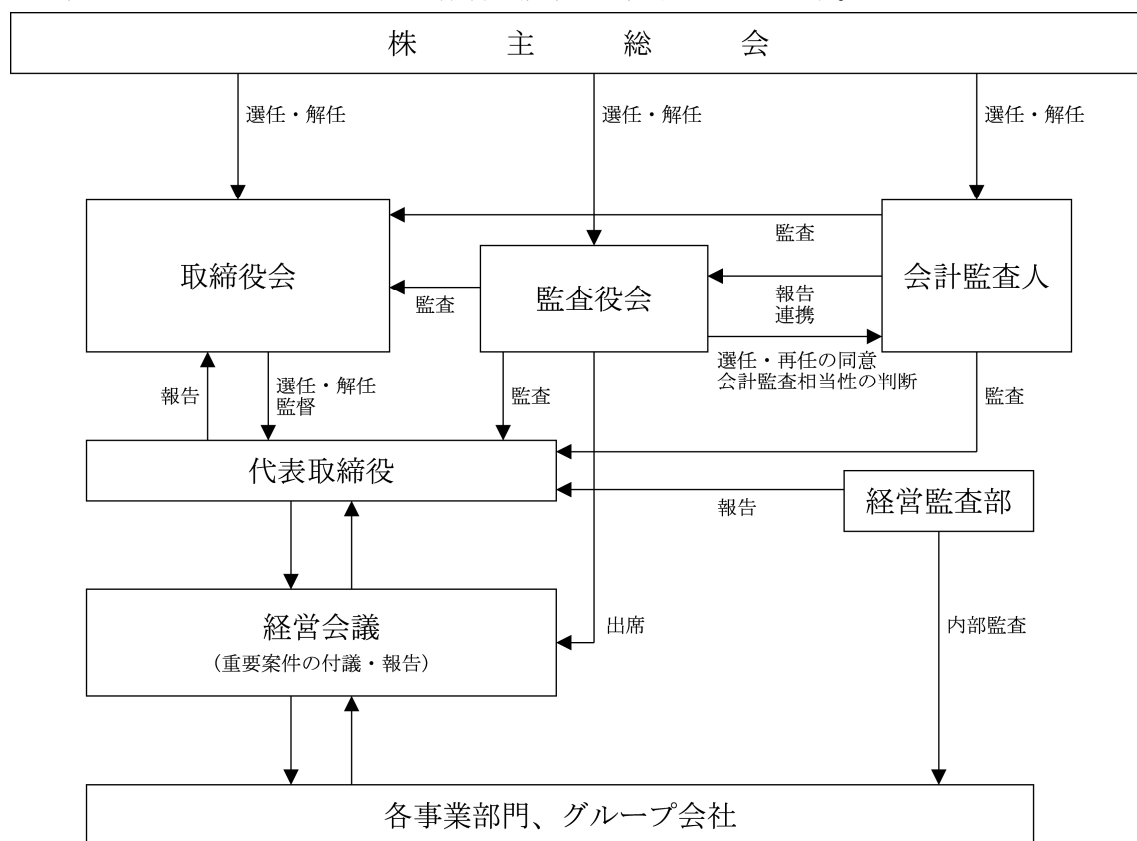 株主総会
選任・解任
選任・解任
選任・解任
取締役会
監査役会
会計監査人
監査
監査
報告
連携
選任・再任の同意
会計監査相当性の判断
報告
選任・解任
監督
監査
監査
代表取締役
報告
経営監査部
経営会議
（重要案件の付議・報告）
出席
内部監査
各事業部門、グループ会社